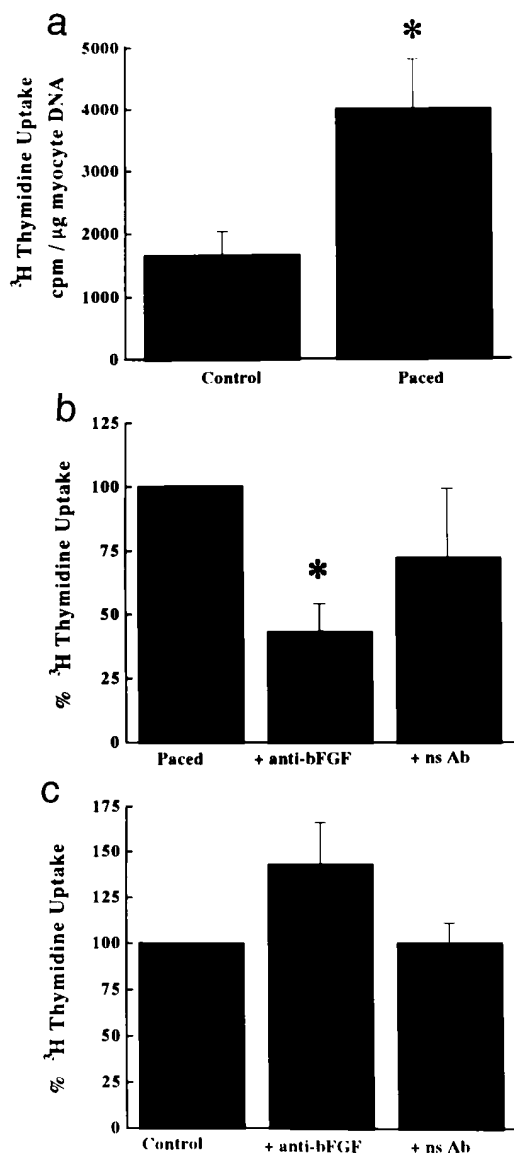 a
³H Thymidine Uptake
cpm / µg myocyte DNA
5000
4000
3000
2000
1000
0
*
Control
Paced
b
% ³H Thymidine Uptake
125
100
75
50
25
0
*
Paced
+ anti-bFGF
+ ns Ab
c
% ³H Thymidine Uptake
175
150
125
100
75
50
25
0
Control
+ anti-bFGF
+ ns Ab